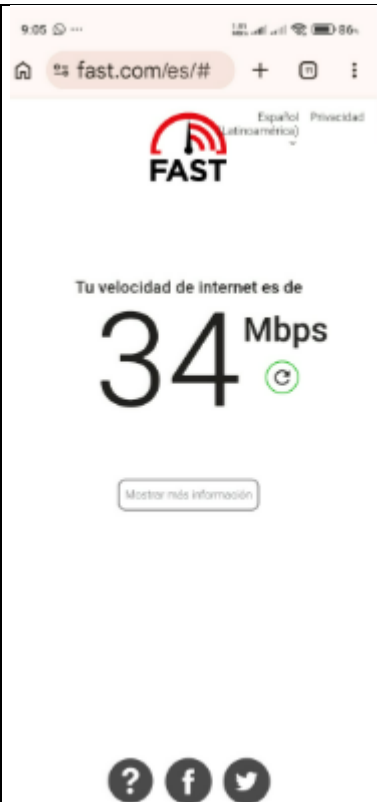 9:05
86
fast.com/es/#
Español Privacidad
(Latinoamérica)
FAST
Tu velocidad de internet es de
34 Mbps
Mostrar más información
?